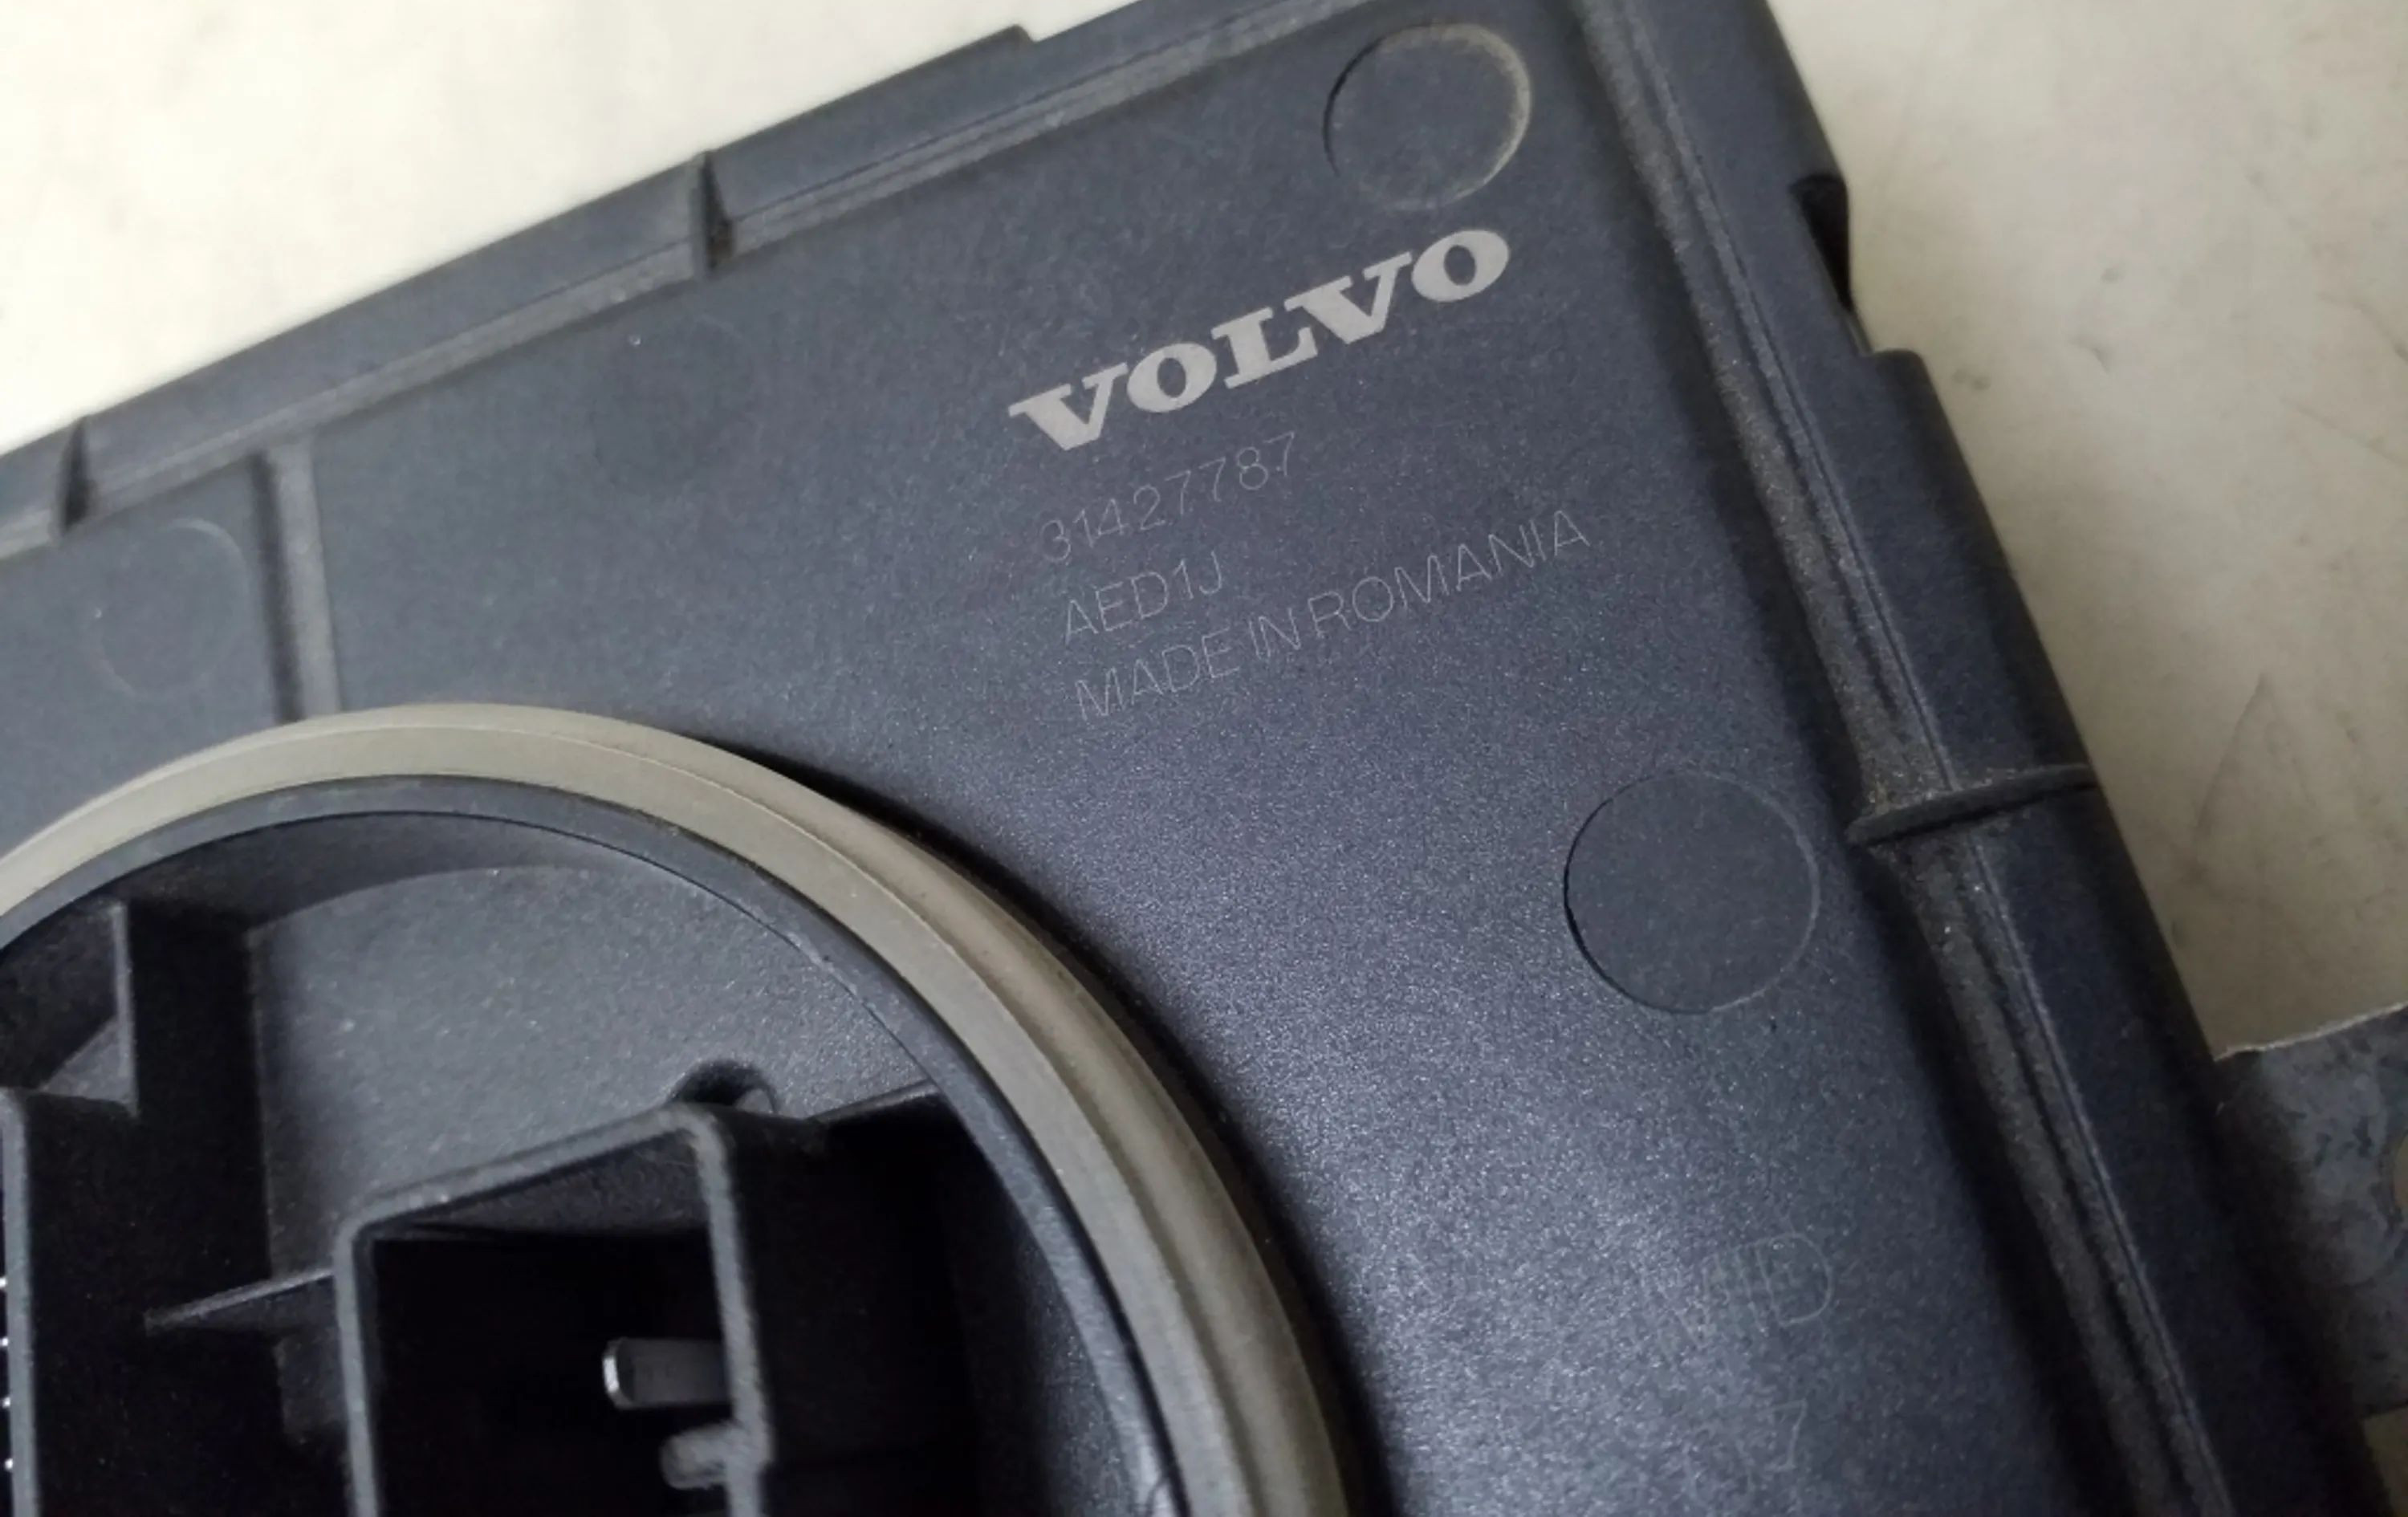 VOLVO
31427787
AED1J
MADE IN ROMANIA